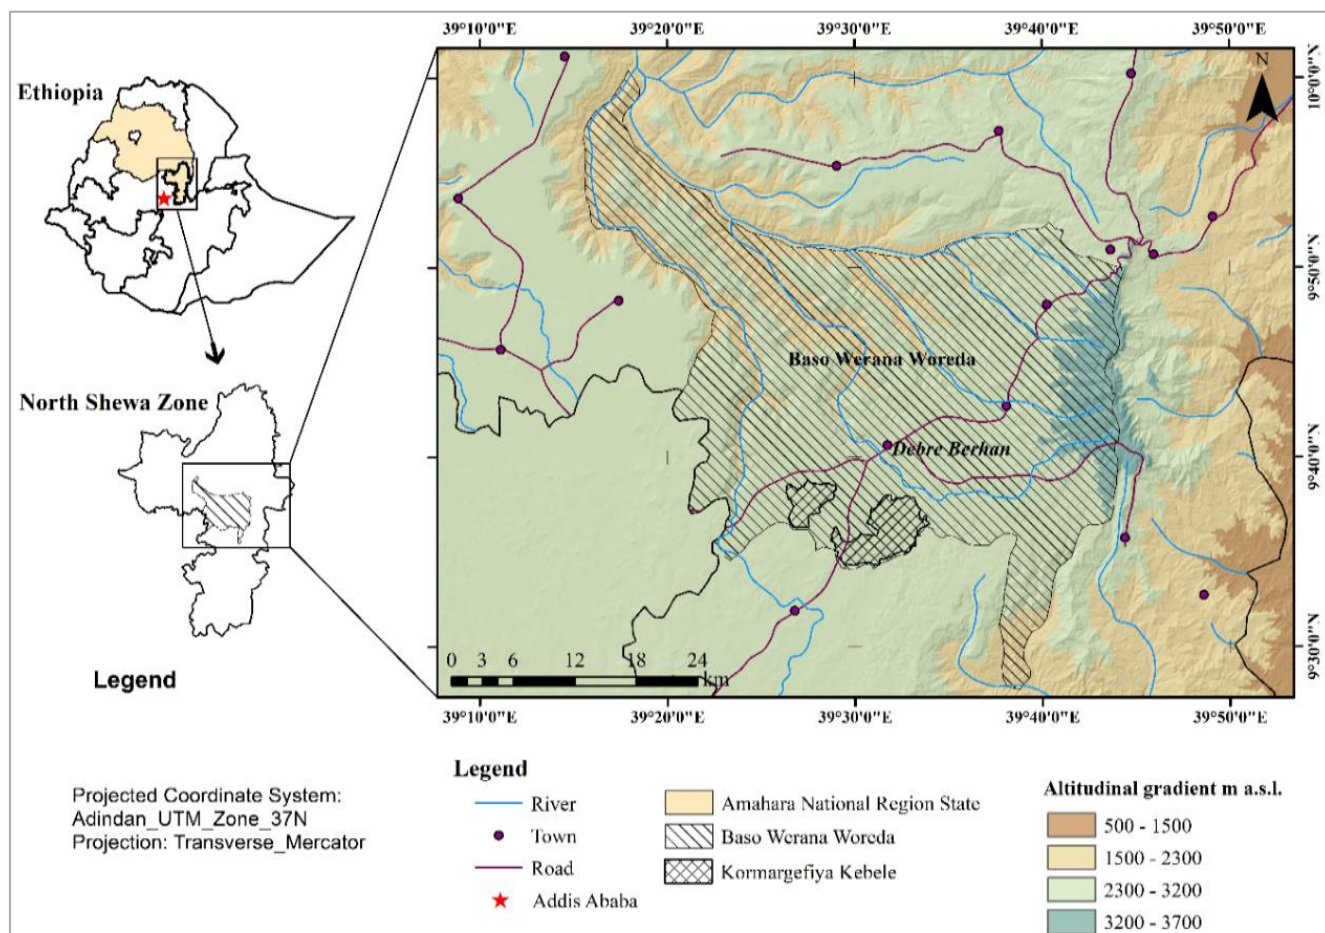 39°10'0"E 39°20'0"E 39°30'0"E 39°40'0"E 39°50'0"E
Ethiopia
N
10°0'0"N
9°50'0"N
Baso Werana Woreda
North Shewa Zone
Debre Berhan
9°40'0"N
9°30'0"N
0 3 6 12 18 24
km
Legend
39°10'0"E 39°20'0"E 39°30'0"E 39°40'0"E 39°50'0"E
Projected Coordinate System:
Adindan_UTM_Zone_37N
Projection: Transverse_Mercator
Legend
River
Town
Road
Addis Ababa
Amahara National Region State
Baso Werana Woreda
Kormargefiya Kebele
Altitudinal gradient m a.s.l.
500 - 1500
1500 - 2300
2300 - 3200
3200 - 3700